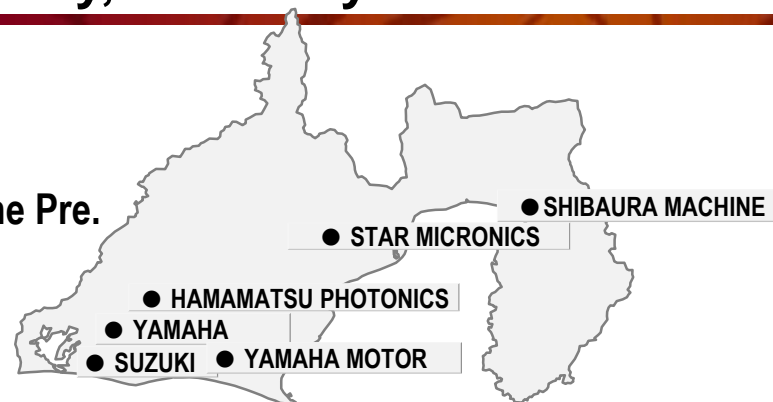 ne Pre.
SHIBAURA MACHINE
STAR MICRONICS
HAMAMATSU PHOTONICS
YAMAHA
SUZUKI
YAMAHA MOTOR